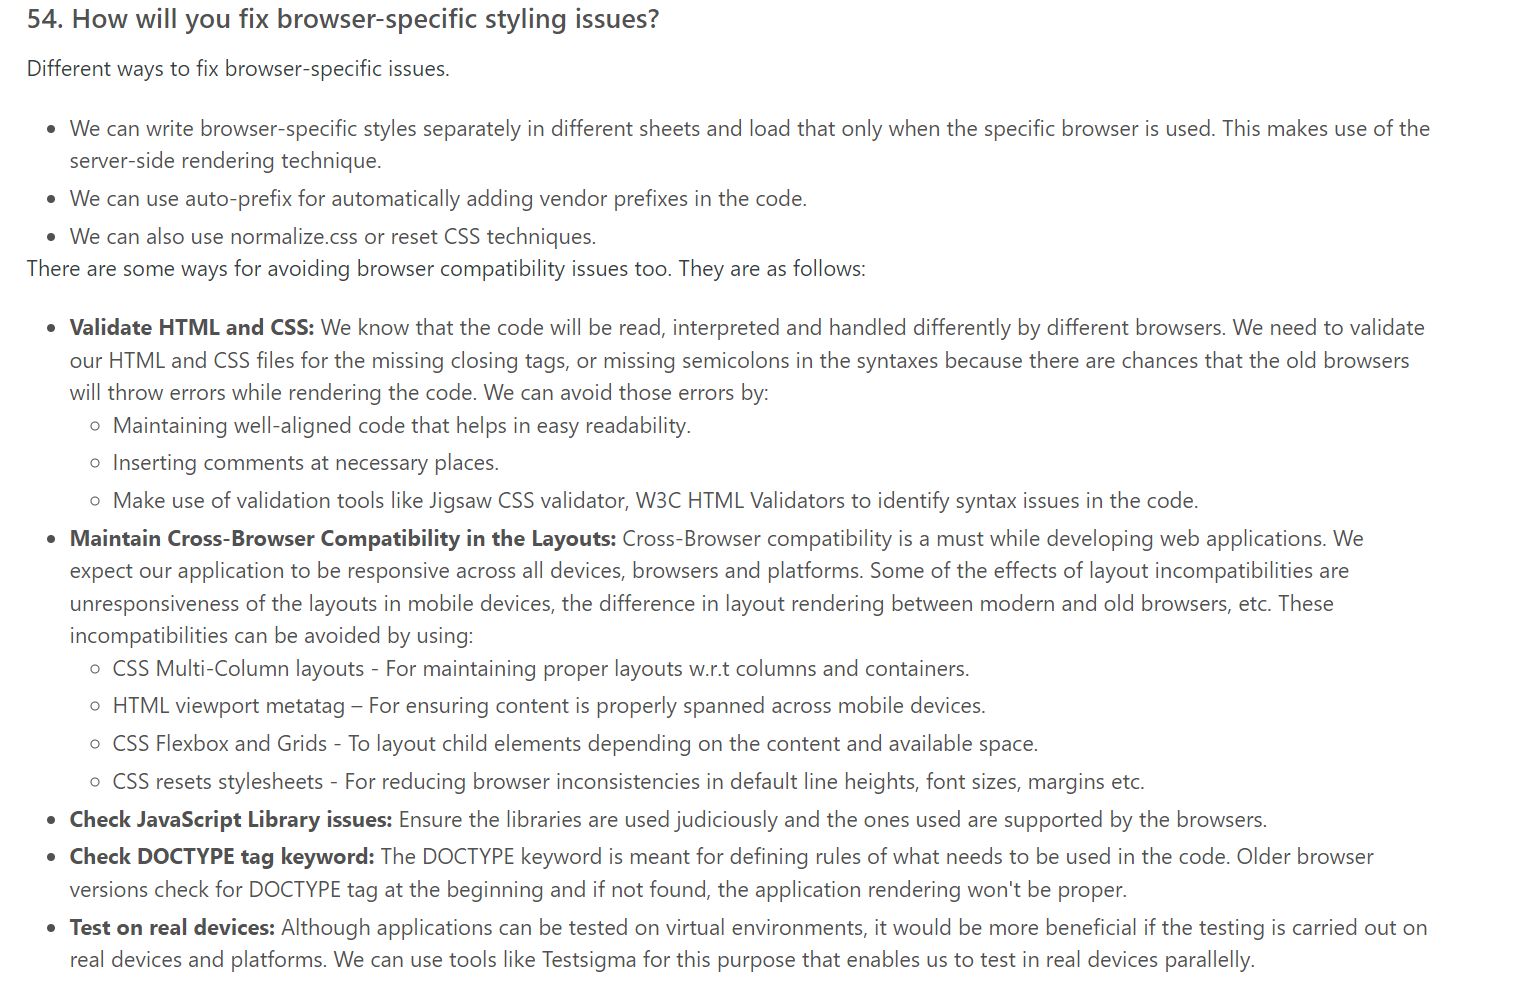 54. How will you fix browser-specific styling issues?
Different ways to fix browser-specific issues.
• We can write browser-specific styles separately in different sheets and load that only when the specific browser is used. This makes use of the
server-side rendering technique.
• We can use auto-prefix for automatically adding vendor prefixes in the code.
• We can also use normalize.css or reset CSS techniques.
There are some ways for avoiding browser compatibility issues too. They are as follows:
• Validate HTML and CSS: We know that the code will be read, interpreted and handled differently by different browsers. We need to validate
our HTML and CSS files for the missing closing tags, or missing semicolons in the syntaxes because there are chances that the old browsers
will throw errors while rendering the code. We can avoid those errors by:
○ Maintaining well-aligned code that helps in easy readability.
○ Inserting comments at necessary places.
○ Make use of validation tools like Jigsaw CSS validator, W3C HTML Validators to identify syntax issues in the code.
• Maintain Cross-Browser Compatibility in the Layouts: Cross-Browser compatibility is a must while developing web applications. We
expect our application to be responsive across all devices, browsers and platforms. Some of the effects of layout incompatibilities are
unresponsiveness of the layouts in mobile devices, the difference in layout rendering between modern and old browsers, etc. These
incompatibilities can be avoided by using:
○ CSS Multi-Column layouts - For maintaining proper layouts w.r.t columns and containers.
○ HTML viewport metatag – For ensuring content is properly spanned across mobile devices.
○ CSS Flexbox and Grids - To layout child elements depending on the content and available space.
○ CSS resets stylesheets - For reducing browser inconsistencies in default line heights, font sizes, margins etc.
• Check JavaScript Library issues: Ensure the libraries are used judiciously and the ones used are supported by the browsers.
• Check DOCTYPE tag keyword: The DOCTYPE keyword is meant for defining rules of what needs to be used in the code. Older browser
versions check for DOCTYPE tag at the beginning and if not found, the application rendering won't be proper.
• Test on real devices: Although applications can be tested on virtual environments, it would be more beneficial if the testing is carried out on
real devices and platforms. We can use tools like Testsigma for this purpose that enables us to test in real devices parallelly.